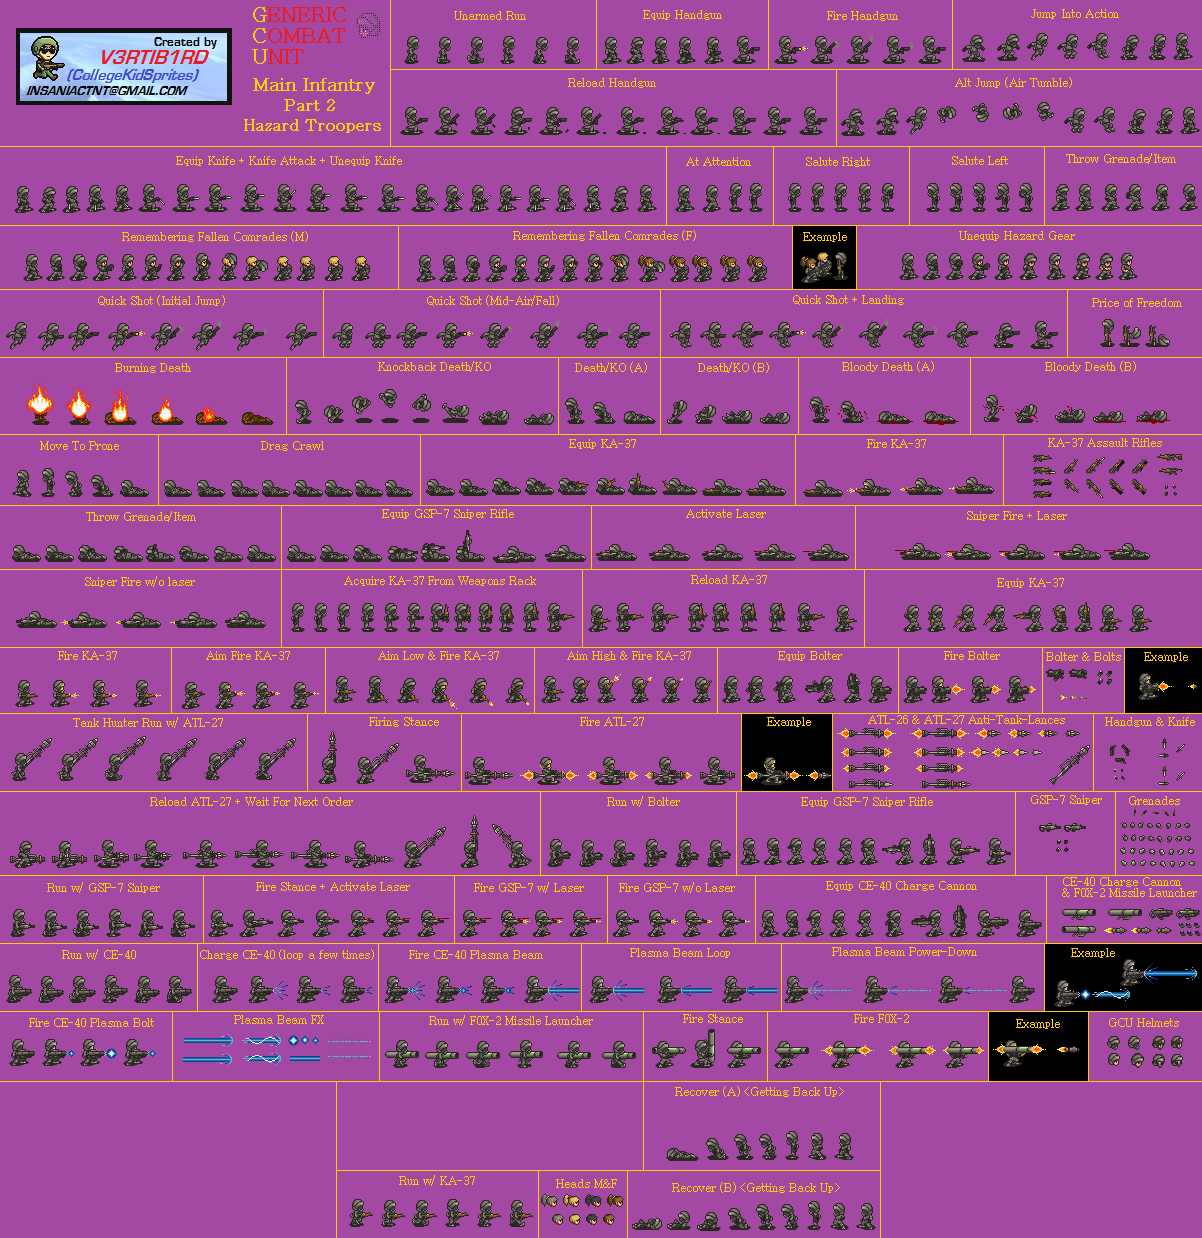 Created by
V3RTIB1RD
(CollegeKidSprites)
INSANIACTNT@GMAIL.COM
GENERIC
COMBAT
UNIT
Main Infantry
Part 2
Hazard Troopers
Unarmed Run
Equip Handgun
Fire Handgun
Jump Into Action
Reload Handgun
Alt Jump (Air Tumble)
Equip Knife + Knife Attack + Unequip Knife
At Attention
Salute Right
Salute Left
Throw Grenade/Item
Remembering Fallen Comrades (M)
Remembering Fallen Comrades (F)
Example
Unequip Hazard Gear
Quick Shot (Initial Jump)
Quick Shot (Mid-Air/Fall)
Quick Shot + Landing
Price of Freedom
Burning Death
Knockback Death/KO
Death/KO (A)
Death/KO (B)
Bloody Death (A)
Bloody Death (B)
Move To Prone
Drag Crawl
Equip KA-37
Fire KA-37
KA-37 Assault Rifles
Throw Grenade/Item
Equip GSP-7 Sniper Rifle
Activate Laser
Sniper Fire + Laser
Sniper Fire w/o laser
Acquire KA-37 From Weapons Rack
Reload KA-37
Equip KA-37
Fire KA-37
Aim Fire KA-37
Aim Low & Fire KA-37
Aim High & Fire KA-37
Equip Bolter
Fire Bolter
Bolter & Bolts
Example
Tank Hunter Run w/ ATL-27
Firing Stance
Fire ATL-27
Example
ATL-26 & ATL-27 Anti-Tank-Lances
Handgun & Knife
Reload ATL-27 + Wait For Next Order
Run w/ Bolter
Equip GSP-7 Sniper Rifle
GSP-7 Sniper
Grenades
Run w/ GSP-7 Sniper
Fire Stance + Activate Laser
Fire GSP-7 w/ Laser
Fire GSP-7 w/o Laser
Equip CE-40 Charge Cannon
CE-40 Charge Cannon
& F0X-2 Missile Launcher
Run w/ CE-40
Charge CE-40 (loop a few times)
Fire CE-40 Plasma Beam
Plasma Beam Loop
Plasma Beam Power-Down
Example
Fire CE-40 Plasma Bolt
Plasma Beam FX
Run w/ F0X-2 Missile Launcher
Fire Stance
Fire F0X-2
Example
GCU Helmets
Recover (A) <Getting Back Up>
Run w/ KA-37
Heads M&F
Recover (B) <Getting Back Up>